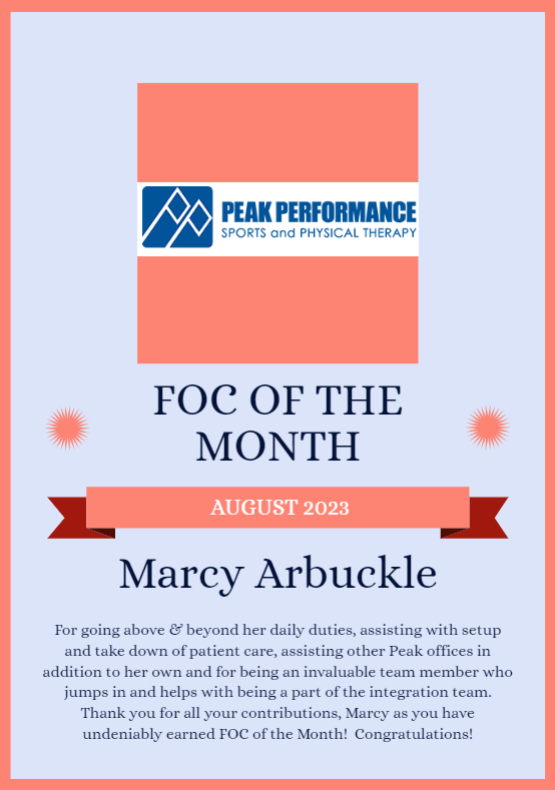 PEAK PERFORMANCE
SPORTS and PHYSICAL THERAPY
FOC OF THE
MONTH
AUGUST 2023
Marcy Arbuckle
For going above & beyond her daily duties, assisting with setup
and take down of patient care, assisting other Peak offices in
addition to her own and for being an invaluable team member who
jumps in and helps with being a part of the integration team.
Thank you for all your contributions, Marcy as you have
undeniably earned FOC of the Month!  Congratulations!